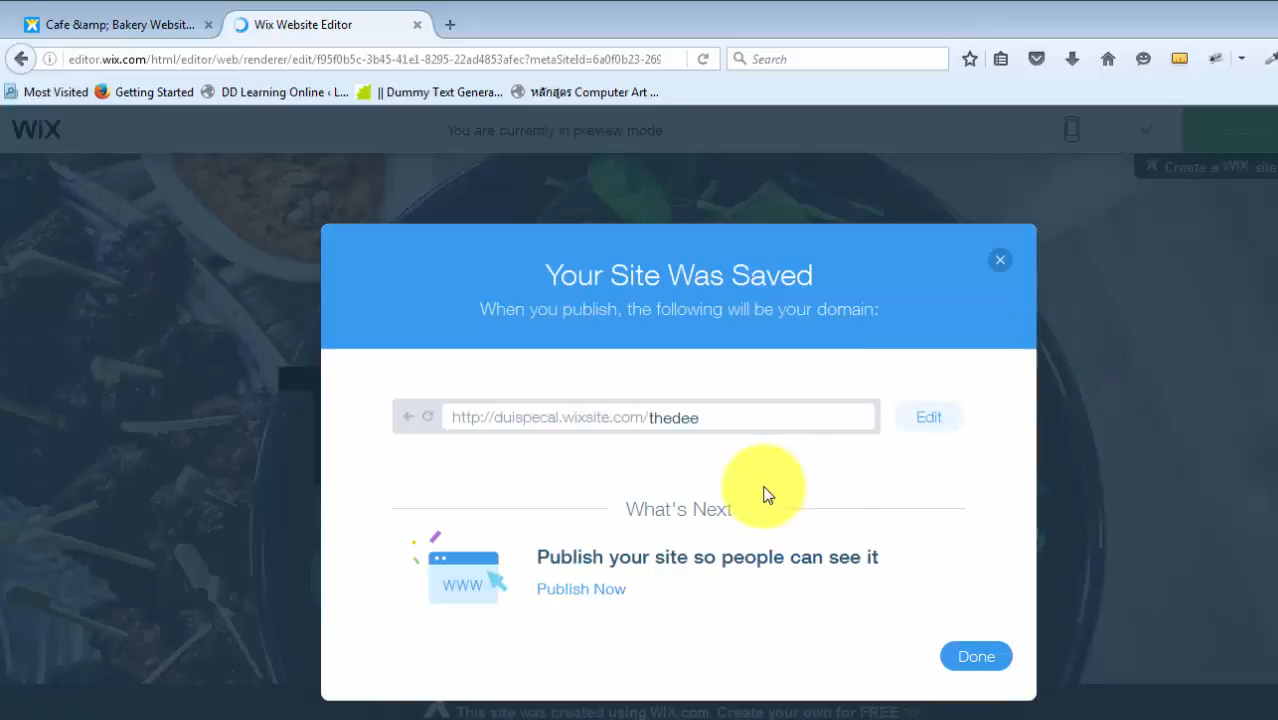 Cafe &amp; Bakery Websit...
Wix Website Editor
editor.wix.com/html/editor/web/renderer/edit/f95f0b5c-3b45-41e1-8295-22ad4853afec?metaSiteId=6a0f0b23-269
Search
Most Visited
Getting Started
DD Learning Online ‹ L...
|| Dummy Text Genera...
หลักสูตร Computer Art ...
WiX
You are currently in preview mode
Create a WiX site
Your Site Was Saved
When you publish, the following will be your domain:
http://duispecal.wixsite.com/thedee
Edit
What's Next
Publish your site so people can see it
WWW
Publish Now
Done
This site was created using WIX.com. Create your own for FREE